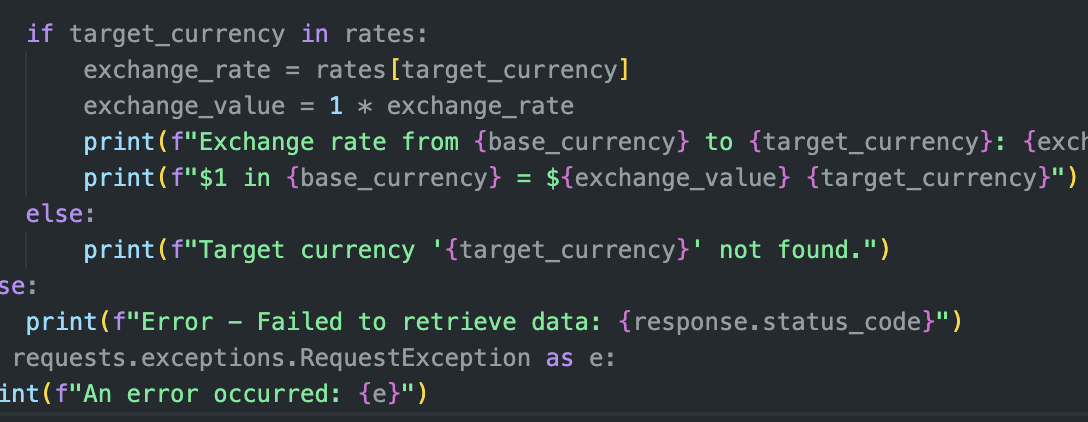 if target_currency in rates:
exchange_rate = rates[target_currency]
exchange_value = 1 * exchange_rate
print(f"Exchange rate from {base_currency} to {target_currency}: {exch
print(f"$1 in {base_currency} = ${exchange_value} {target_currency}")
else:
print(f"Target currency '{target_currency}' not found.")
se:
print(f"Error – Failed to retrieve data: {response.status_code}")
requests.exceptions.RequestException as e:
int(f"An error occurred: {e}")